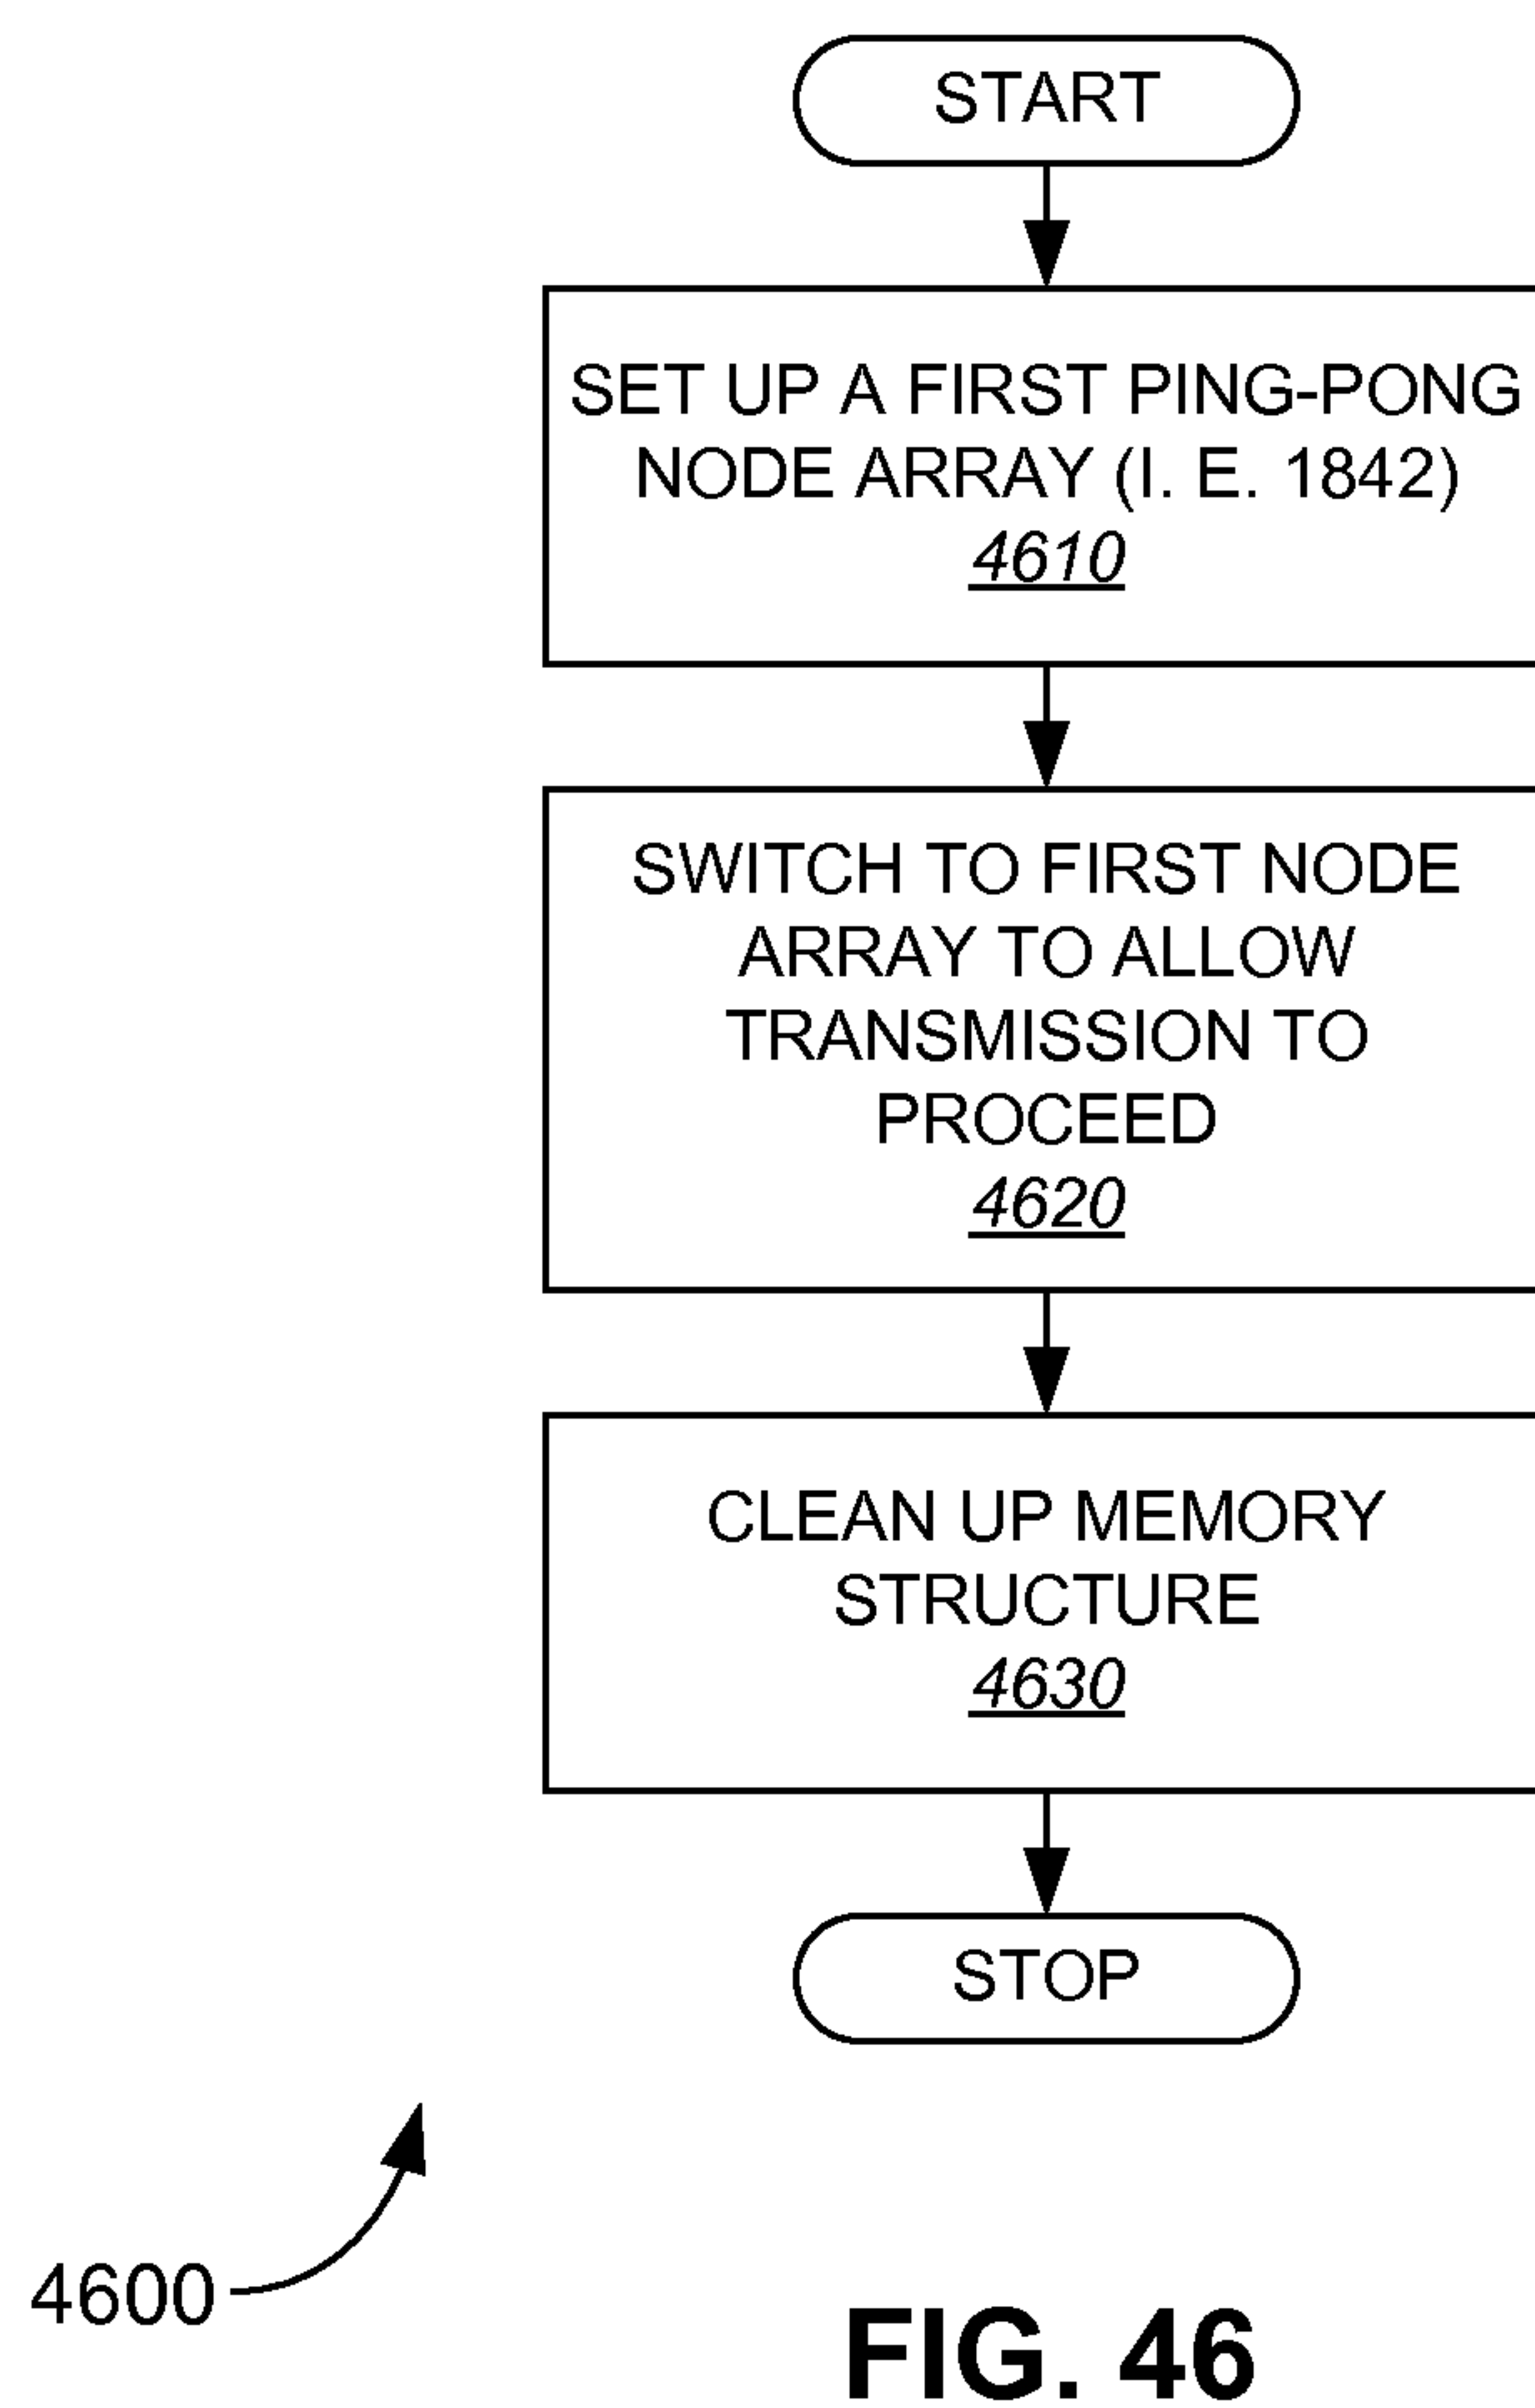 START
SET UP A FIRST PING-PONG
NODE ARRAY (I. E. 1842)
4610
SWITCH TO FIRST NODE
ARRAY TO ALLOW
TRANSMISSION TO
PROCEED
4620
CLEAN UP MEMORY
STRUCTURE
4630
STOP
4600
FIG. 46